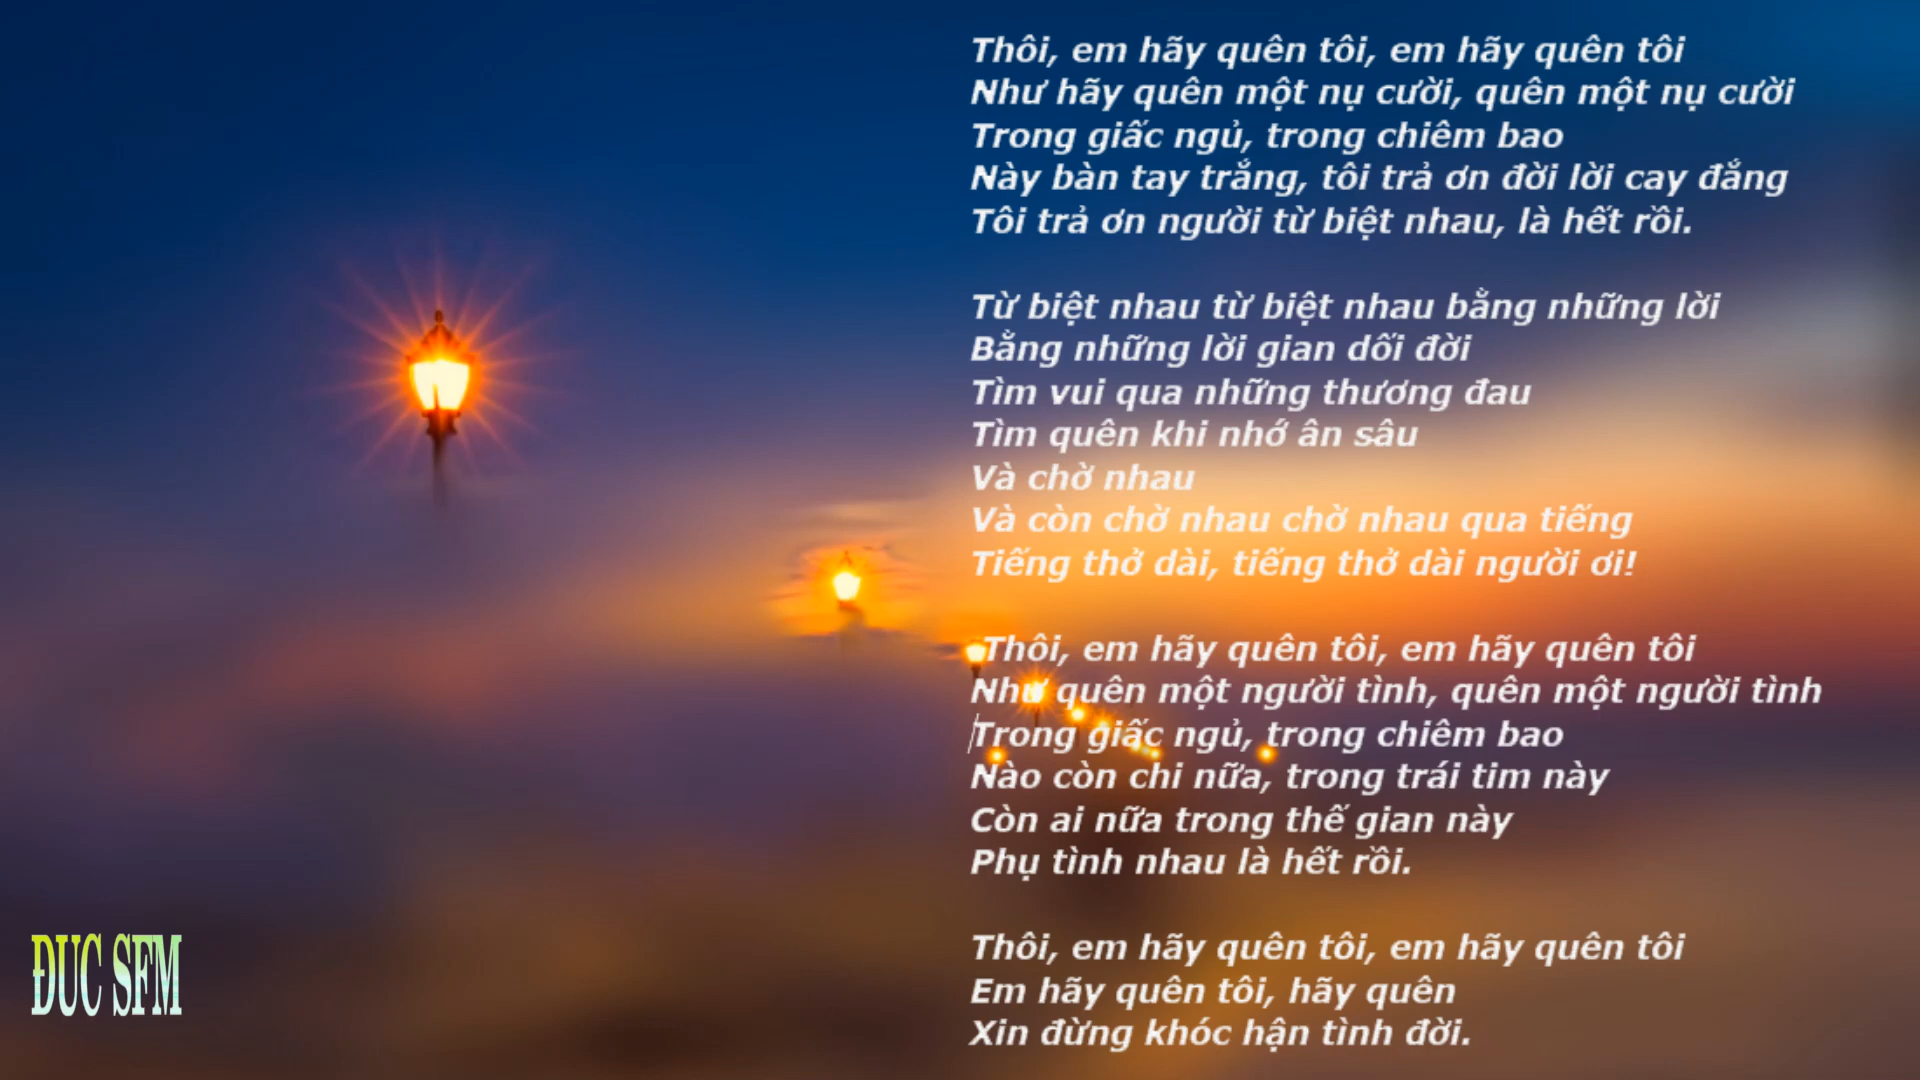 Thôi, em hãy quên tôi, em hãy quên tôi
Như hãy quên một nụ cười, quên một nụ cười
Trong giấc ngủ, trong chiêm bao
Này bàn tay trắng, tôi trả ơn đời lời cay đắng
Tôi trả ơn người từ biệt nhau, là hết rồi.
Từ biệt nhau từ biệt nhau bằng những lời
Bằng những lời gian dối đời
Tìm vui qua những thương đau
Tìm quên khi nhớ ân sâu
Và chờ nhau
Và còn chờ nhau chờ nhau qua tiếng
Tiếng thở dài, tiếng thở dài người ơi!
Thôi, em hãy quên tôi, em hãy quên tôi
Như quên một người tình, quên một người tình
Trong giấc ngủ, trong chiêm bao
Nào còn chi nữa, trong trái tim này
Còn ai nữa trong thế gian này
Phụ tình nhau là hết rồi.
Thôi, em hãy quên tôi, em hãy quên tôi
Em hãy quên tôi, hãy quên
Xin đừng khóc hận tình đời.
ĐUC SFM